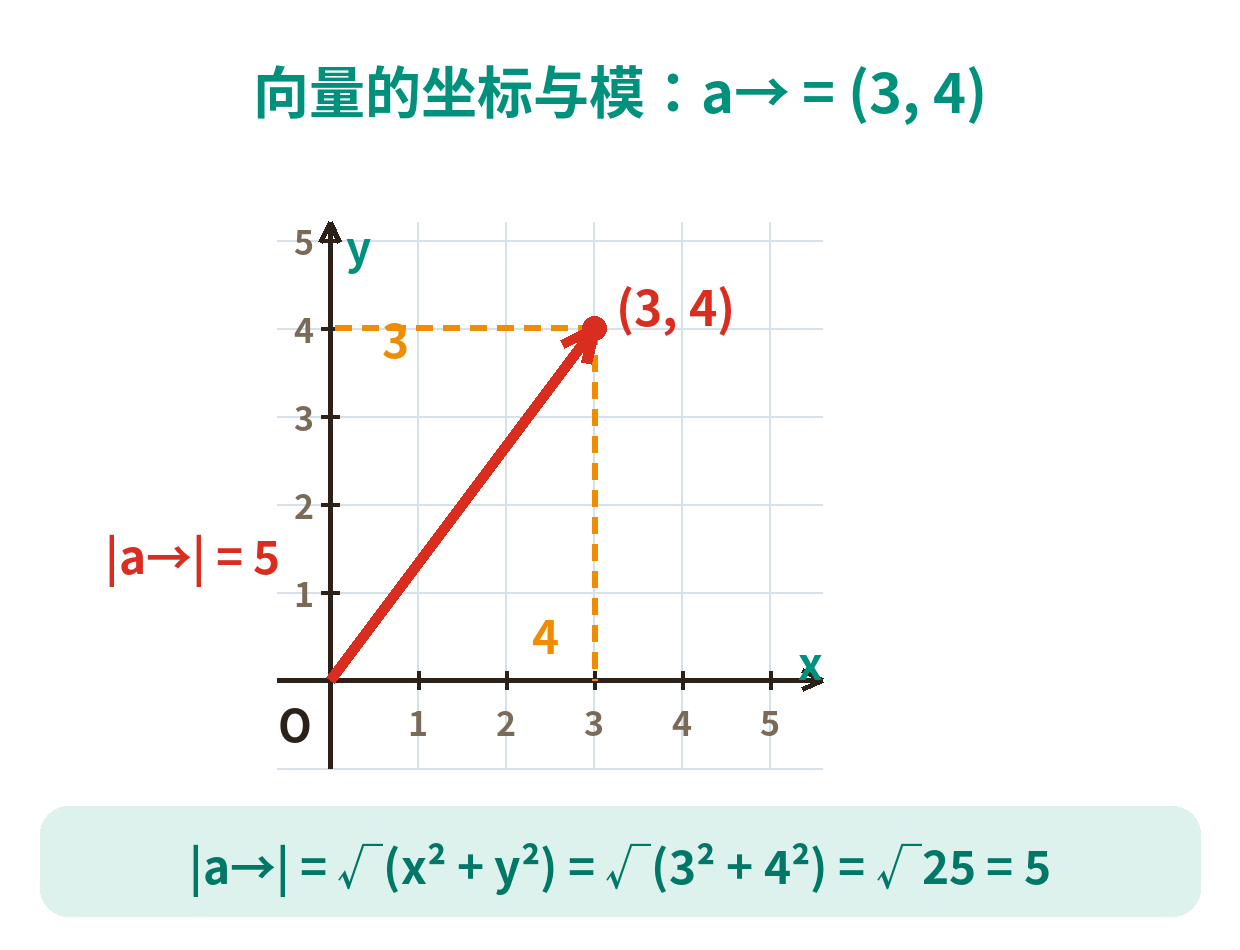 向量的坐标与模：a→ = (3, 4)
5
y
(3, 4)
4
3
3
2
|a→| = 5
1
4
x
O
1 2 3 4 5
|a→| = √(x² + y²) = √(3² + 4²) = √25 = 5